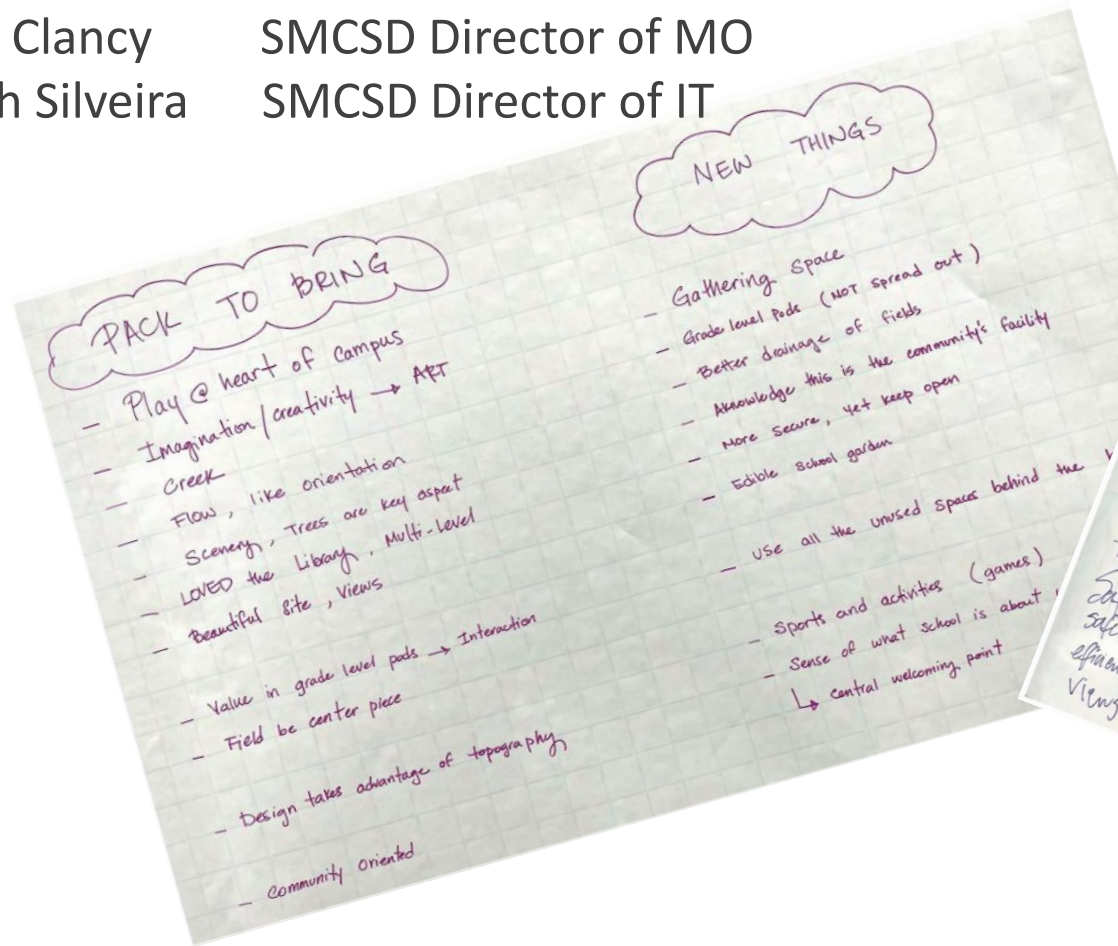 Clancy SMCSD Director of MO
h Silveira SMCSD Director of IT
PACK TO BRING
- Play @ heart of campus
- Imagination / creativity → ART
- Creek
- Flow, like orientation
- Scenery, Trees are key aspect
- LOVED the Library, Multi-Level
- Beautiful Site, Views
- Value in grade level pods → Interaction
- Field be center piece
- Design takes advantage of topography
- Community Oriented
NEW THINGS
- Gathering Space
- Grade level Pods (NOT spread out)
- Better drainage of fields
- Aknowledge this is the community's facility
- More secure, yet keep open
- Edible School garden
- Use all the unused spaces behind the
- Sports and activities (games)
- Sense of what school is about
↳ central welcoming point